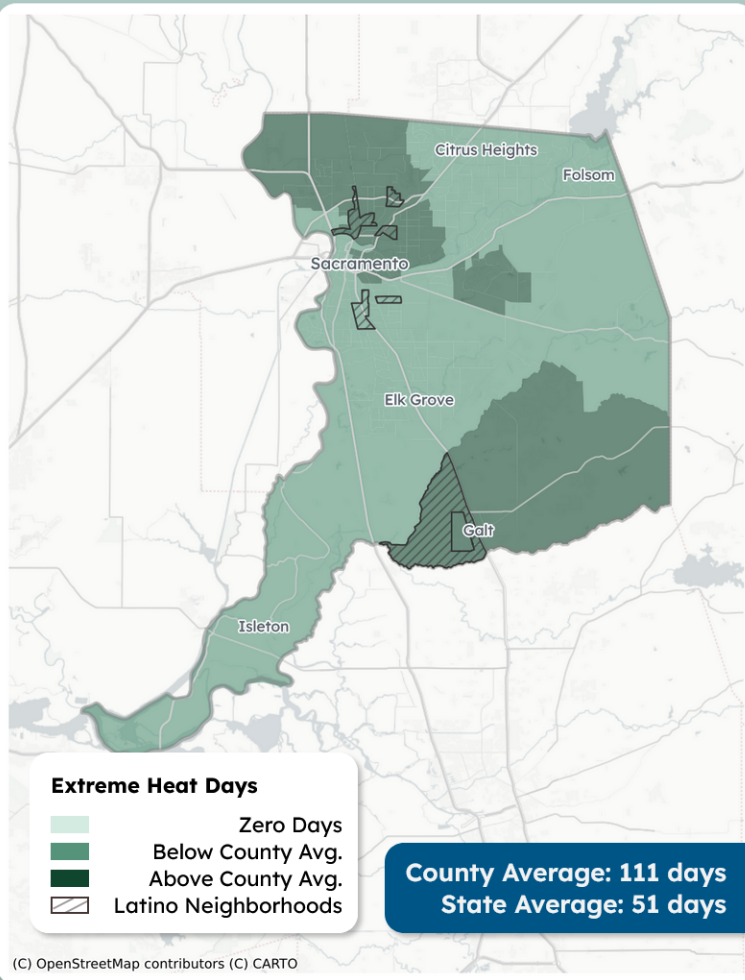 Citrus Heights
Folsom
Sacramento
Elk Grove
Galt
Isleton
Extreme Heat Days
Zero Days
Below County Avg.
Above County Avg.
Latino Neighborhoods
County Average: 111 days
State Average: 51 days
(C) OpenStreetMap contributors (C) CARTO